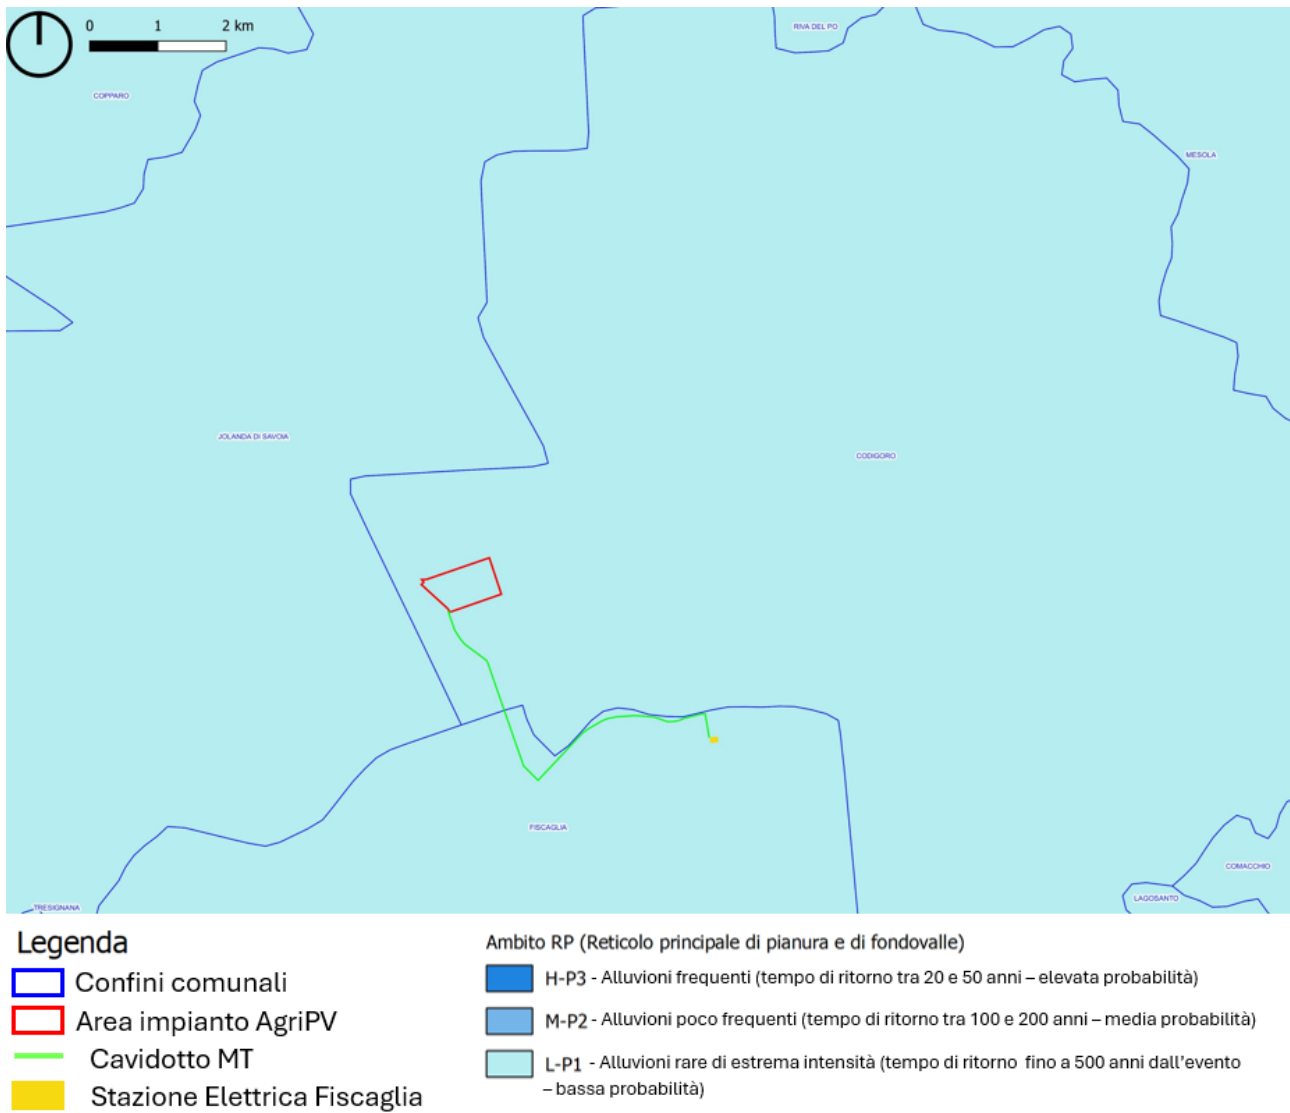 0 1 2 km
RIVA DEL PO
COPPARO
MESOLA
JOLANDA DI SAVOIA
CODIGORO
FISCAGLIA
COMACCHIO
LAGOSANTO
TRESIGNANA
Legenda
Confini comunali
Area impianto AgriPV
Cavidotto MT
Stazione Elettrica Fiscaglia
Ambito RP (Reticolo principale di pianura e di fondovalle)
H-P3 - Alluvioni frequenti (tempo di ritorno tra 20 e 50 anni – elevata probabilità)
M-P2 - Alluvioni poco frequenti (tempo di ritorno tra 100 e 200 anni – media probabilità)
L-P1 - Alluvioni rare di estrema intensità (tempo di ritorno fino a 500 anni dall'evento
– bassa probabilità)